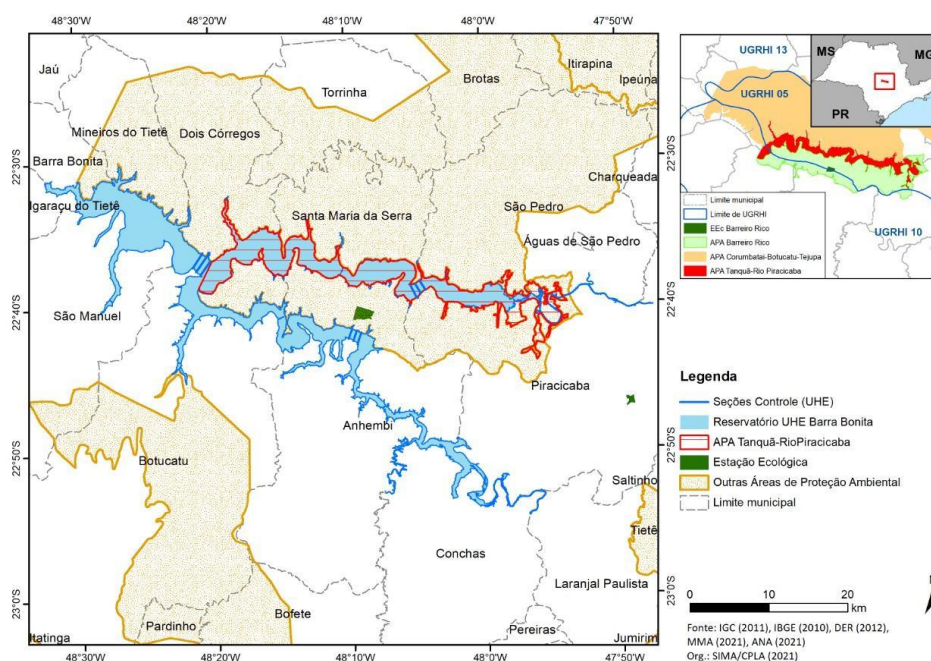 48°30'W
48°20'W
48°10'W
48°0'W
47°50'W
Jaú
Torrinha
Brotas
Itirapina
Ipeúna
Mineiros do Tietê
Dois Córregos
22°30'S
Barra Bonita
Charqueada
22°30'S
Igaraçu do Tietê
Santa Maria da Serra
São Pedro
Águas de São Pedro
22°40'S
São Manuel
22°40'S
Piracicaba
Anhembi
22°50'S
Botucatu
22°50'S
Saltinho
Tietê
Conchas
Laranjal Paulista
23°0'S
Bofete
23°0'S
Itatinga
Pardinho
Pereiras
Jumirim
48°30'W
48°20'W
48°10'W
48°0'W
47°50'W
UGRHI 13
MS
MG
UGRHI 05
PR
UGRHI 10
Limite municipal
Limite de UGRHI
EEc Barreiro Rico
APA Barreiro Rico
APA Corumbataí-Botucatu-Tejupa
APA Tanquã-Rio Piracicaba
Legenda
Seções Controle (UHE)
Reservatório UHE Barra Bonita
APA Tanquã-RioPiracicaba
Estação Ecológica
Outras Áreas de Proteção Ambiental
Limite municipal
0 10 20
km
Fonte: IGC (2011), IBGE (2010), DER (2012),
MMA (2021), ANA (2021)
Org.: SIMA/CPLA (2021)